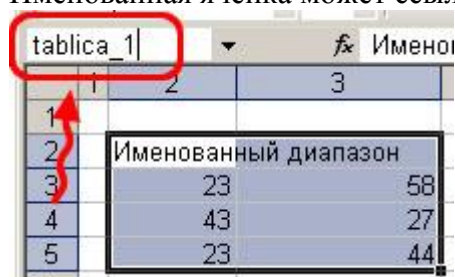 tablica_1 fx Имено
1 2 3
1
2 Именованный диапазон
3 23 58
4 43 27
5 23 44